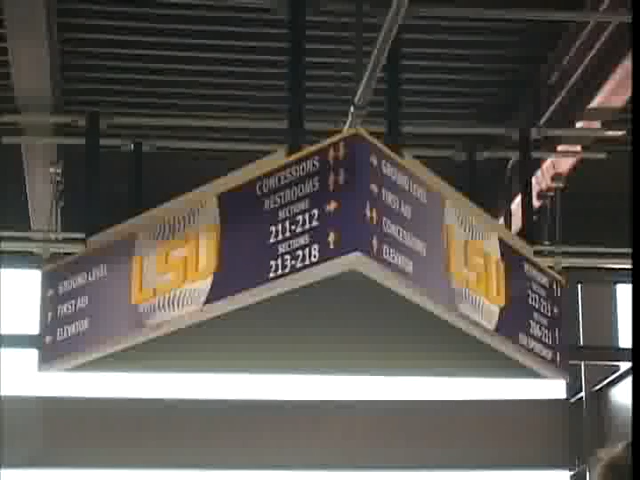 GROUND LEVEL
FIRST AID
ELEVATOR
LSU
CONCESSIONS
RESTROOMS
SECTIONS
211-212
SECTIONS
213-218
GROUND LEVEL
FIRST AID
CONCESSIONS
ELEVATOR
LSU